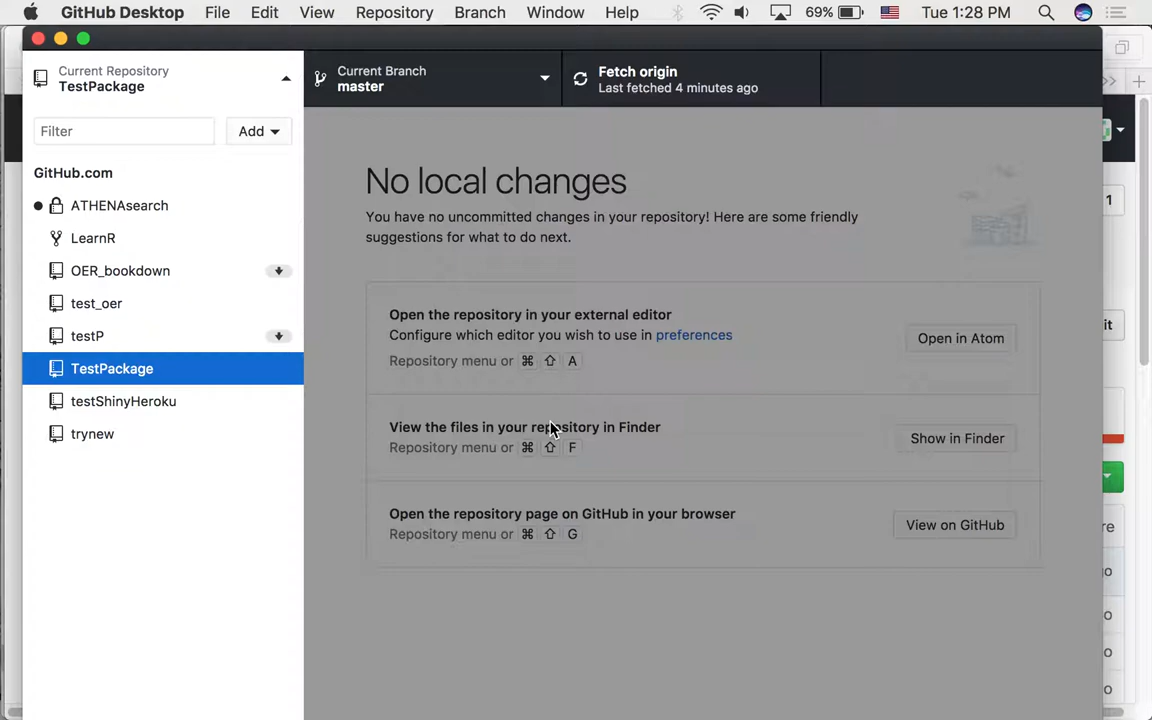 GitHub Desktop File Edit View Repository Branch Window Help 69% Tue 1:28 PM
Current Repository
TestPackage
Current Branch
master
Fetch origin
Last fetched 4 minutes ago
Filter
Add
GitHub.com
ATHENAsearch
LearnR
OER_bookdown
test_oer
testP
TestPackage
testShinyHeroku
trynew
No local changes
You have no uncommitted changes in your repository! Here are some friendly
suggestions for what to do next.
Open the repository in your external editor
Configure which editor you wish to use in preferences
Repository menu or ⌘ ⇧ A
Open in Atom
View the files in your repository in Finder
Repository menu or ⌘ ⇧ F
Show in Finder
Open the repository page on GitHub in your browser
Repository menu or ⌘ ⇧ G
View on GitHub
1